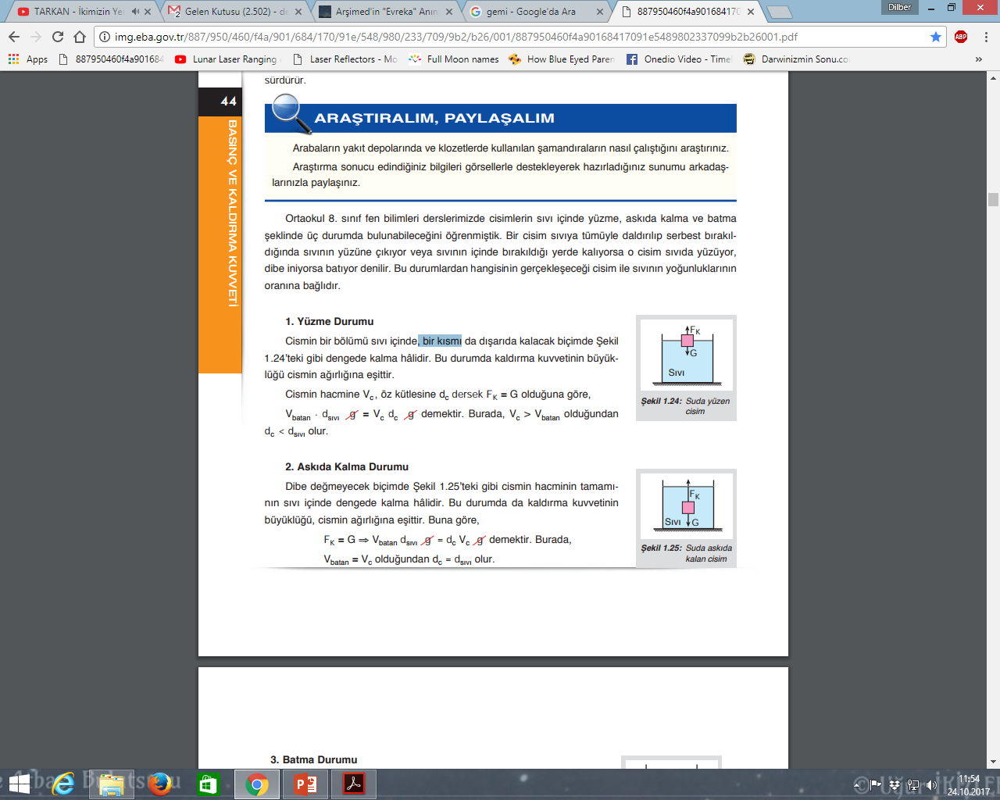 TARKAN - İkimizin Yer
Gelen Kutusu (2.502) - de
Arşimed'in "Evreka" Anın
gemi - Google'da Ara
887950460f4a901684170
Dilber
img.eba.gov.tr/887/950/460/f4a/901/684/170/91e/548/980/233/709/9b2/b26/001/887950460f4a90168417091e5489802337099b2b26001.pdf
ABP
Apps
887950460f4a901684
Lunar Laser Ranging
Laser Reflectors - Mo
Full Moon names
How Blue Eyed Paren
Onedio Video - Timel
Darwinizmin Sonu.co
»
sürdürür.
44
BASINÇ VE KALDIRMA KUVVETİ
ARAŞTIRALIM, PAYLAŞALIM
Arabaların yakıt depolarında ve klozetlerde kullanılan şamandıraların nasıl çalıştığını araştırınız.
Araştırma sonucu edindiğiniz bilgileri görsellerle destekleyerek hazırladığınız sunumu arkadaş-
larınızla paylaşınız.
Ortaokul 8. sınıf fen bilimleri derslerimizde cisimlerin sıvı içinde yüzme, askıda kalma ve batma
şeklinde üç durumda bulunabileceğini öğrenmiştik. Bir cisim sıvıya tümüyle daldırılıp serbest bırakıl-
dığında sıvının yüzüne çıkıyor veya sıvının içinde bırakıldığı yerde kalıyorsa o cisim sıvıda yüzüyor,
dibe iniyorsa batıyor denilir. Bu durumlardan hangisinin gerçekleşeceği cisim ile sıvının yoğunluklarının
oranına bağlıdır.
1. Yüzme Durumu
Cismin bir bölümü sıvı içinde, bir kısmı da dışarıda kalacak biçimde Şekil
1.24'teki gibi dengede kalma hâlidir. Bu durumda kaldırma kuvvetinin büyük-
lüğü cismin ağırlığına eşittir.
Cismin hacmine Vc, öz kütlesine dc dersek FK = G olduğuna göre,
Vbatan · dsıvı g = Vc dc g demektir. Burada, Vc > Vbatan olduğundan
dc < dsıvı olur.
FK
G
Sıvı
Şekil 1.24: Suda yüzen
cisim
2. Askıda Kalma Durumu
Dibe değmeyecek biçimde Şekil 1.25'teki gibi cismin hacminin tamamı-
nın sıvı içinde dengede kalma hâlidir. Bu durumda da kaldırma kuvvetinin
büyüklüğü, cismin ağırlığına eşittir. Buna göre,
FK = G ⇒ Vbatan dsıvı g = dc Vc g demektir. Burada,
Vbatan = Vc olduğundan dc = dsıvı olur.
FK
Sıvı G
Şekil 1.25: Suda askıda
kalan cisim
3. Batma Durumu
11:54
24.10.2017